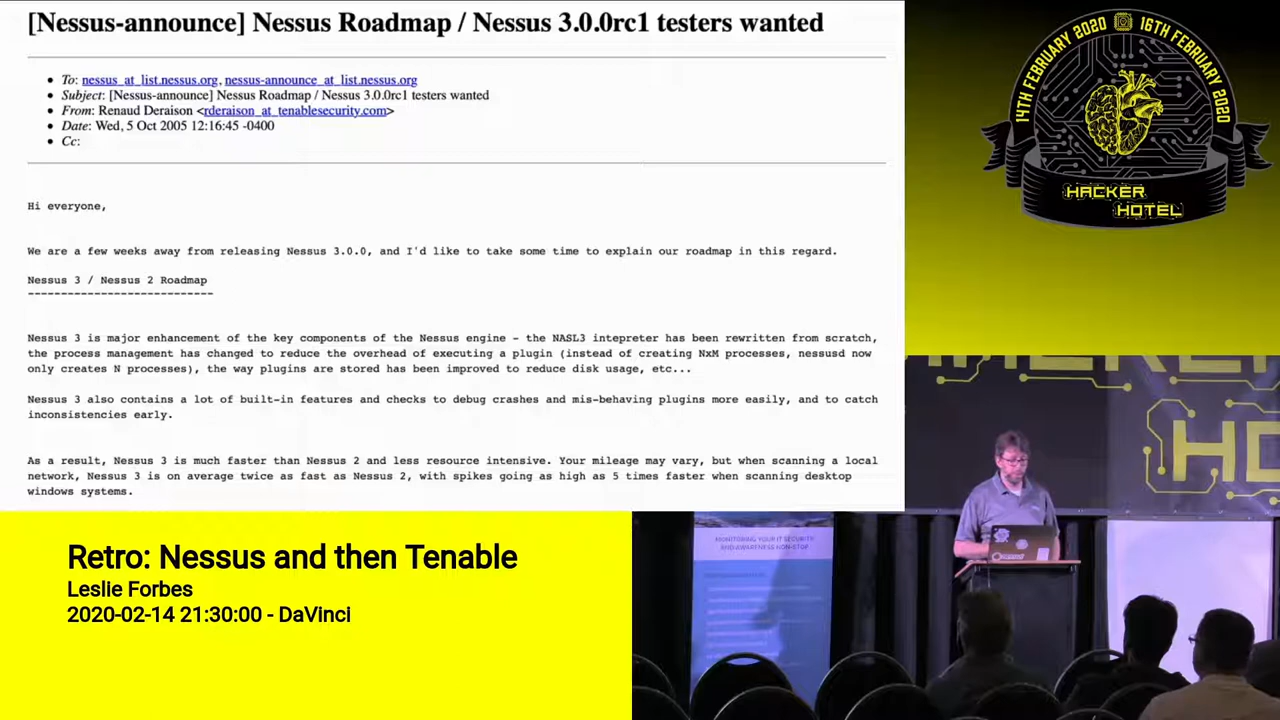 [Nessus-announce] Nessus Roadmap / Nessus 3.0.0rc1 testers wanted
To: nessus_at_list.nessus.org, nessus-announce_at_list.nessus.org
Subject: [Nessus-announce] Nessus Roadmap / Nessus 3.0.0rc1 testers wanted
From: Renaud Deraison <rderaison_at_tenablesecurity.com>
Date: Wed, 5 Oct 2005 12:16:45 -0400
Cc:
Hi everyone,
We are a few weeks away from releasing Nessus 3.0.0, and I'd like to take some time to explain our roadmap in this regard.
Nessus 3 / Nessus 2 Roadmap
----------------------------
Nessus 3 is major enhancement of the key components of the Nessus engine - the NASL3 intepreter has been rewritten from scratch,
the process management has changed to reduce the overhead of executing a plugin (instead of creating NxM processes, nessusd now
only creates N processes), the way plugins are stored has been improved to reduce disk usage, etc...
Nessus 3 also contains a lot of built-in features and checks to debug crashes and mis-behaving plugins more easily, and to catch
inconsistencies early.
As a result, Nessus 3 is much faster than Nessus 2 and less resource intensive. Your mileage may vary, but when scanning a local
network, Nessus 3 is on average twice as fast as Nessus 2, with spikes going as high as 5 times faster when scanning desktop
windows systems.
14TH FEBRUARY 2020 16TH FEBRUARY 2020
HACKER
HOTEL
HO
MONITORING YOUR IT SECURITY
AND AWARENESS NON-STOP
Retro: Nessus and then Tenable
Leslie Forbes
2020-02-14 21:30:00 - DaVinci